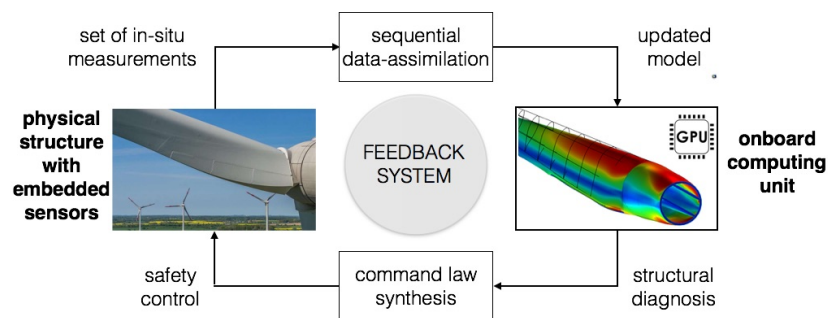 set of in-situ
measurements
sequential
data-assimilation
updated
model
physical
structure
with
embedded
sensors
FEEDBACK
SYSTEM
GPU
onboard
computing
unit
safety
control
command law
synthesis
structural
diagnosis